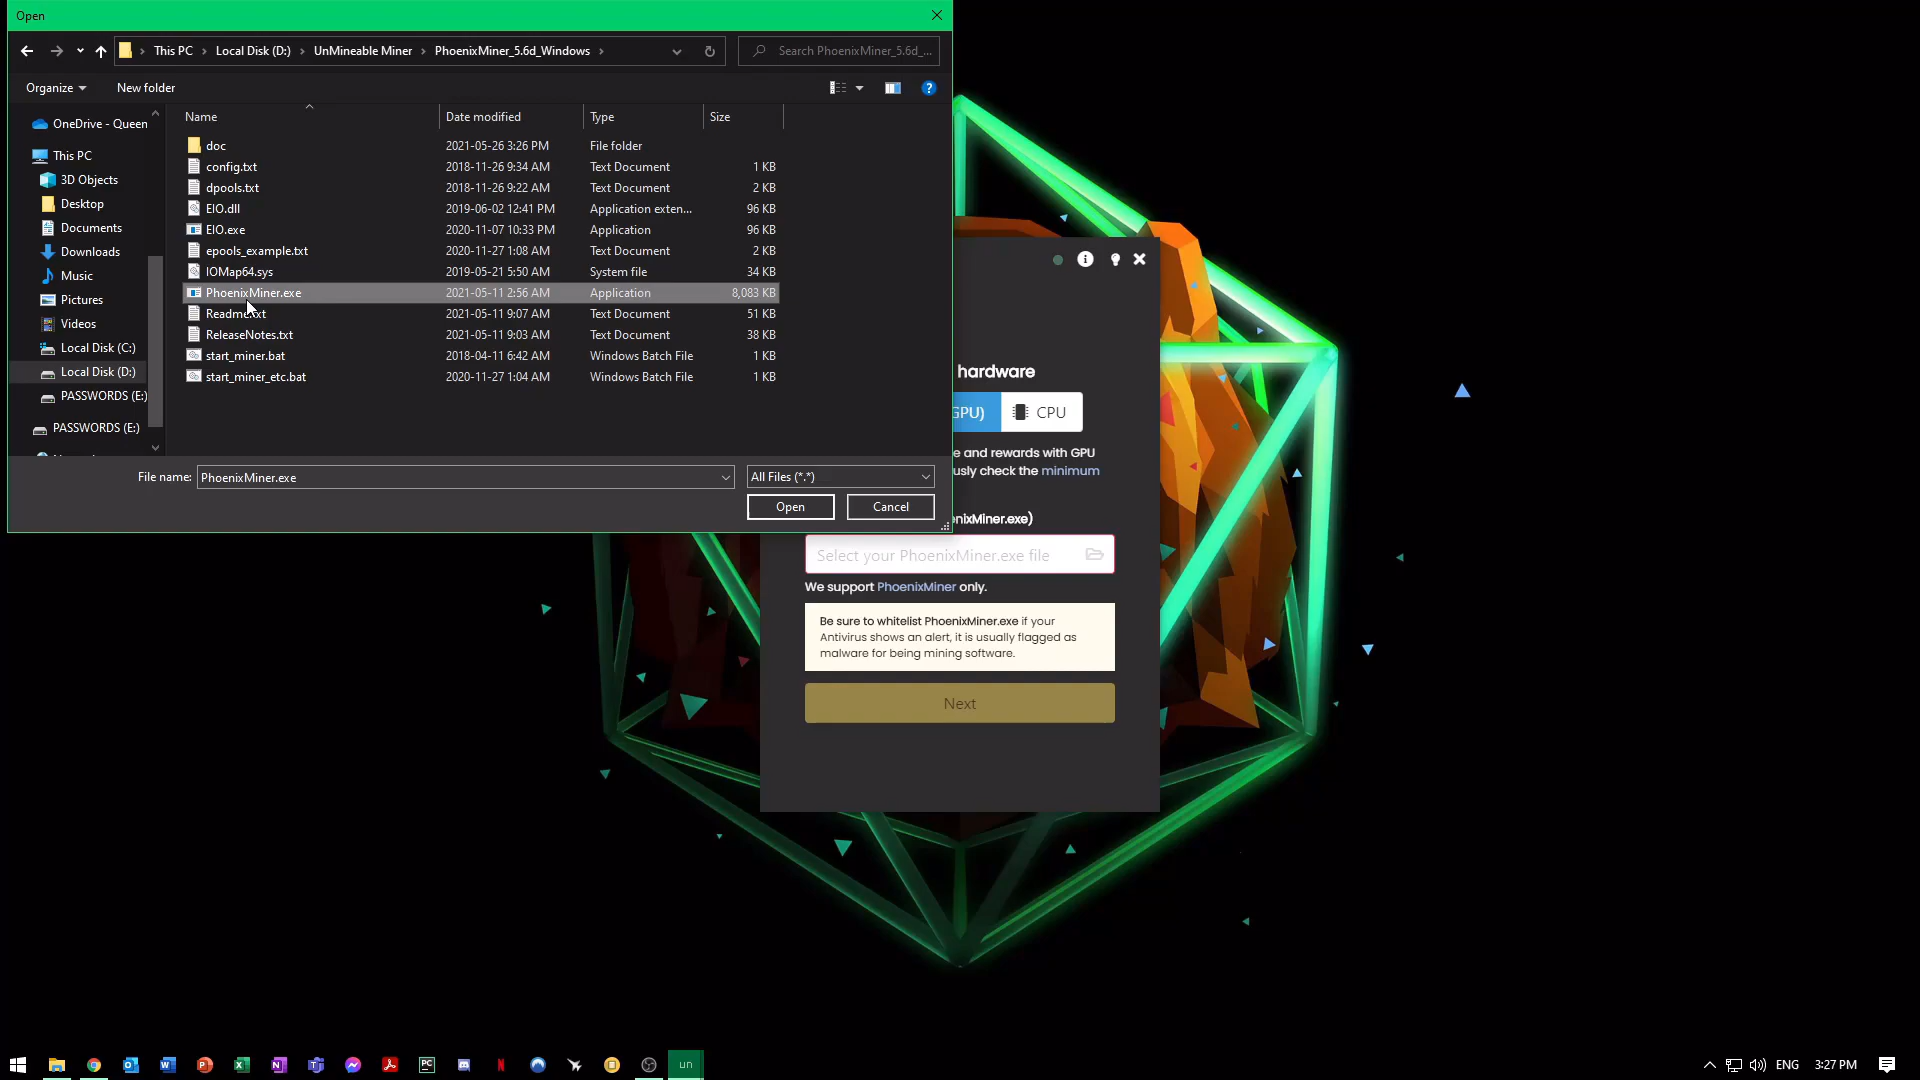 Open
This PC > Local Disk (D:) > UnMineable Miner > PhoenixMiner_5.6d_Windows >
Search PhoenixMiner_5.6d_...
Organize
New folder
Name Date modified Type Size
OneDrive - Queen
This PC
3D Objects
Desktop
Documents
Downloads
Music
Pictures
Videos
Local Disk (C:)
Local Disk (D:)
PASSWORDS (E:)
PASSWORDS (E:)
doc 2021-05-26 3:26 PM File folder
config.txt 2018-11-26 9:34 AM Text Document 1 KB
dpools.txt 2018-11-26 9:22 AM Text Document 2 KB
EIO.dll 2019-06-02 12:41 PM Application exten... 96 KB
EIO.exe 2020-11-07 10:33 PM Application 96 KB
epools_example.txt 2020-11-27 1:08 AM Text Document 2 KB
IOMap64.sys 2019-05-21 5:50 AM System file 34 KB
PhoenixMiner.exe 2021-05-11 2:56 AM Application 8,083 KB
Readme.txt 2021-05-11 9:07 AM Text Document 51 KB
ReleaseNotes.txt 2021-05-11 9:03 AM Text Document 38 KB
start_miner.bat 2018-04-11 6:42 AM Windows Batch File 1 KB
start_miner_etc.bat 2020-11-27 1:04 AM Windows Batch File 1 KB
File name: PhoenixMiner.exe
All Files (*.*)
Open
Cancel
hardware
GPU)
CPU
e and rewards with GPU
usly check the minimum
enixMiner.exe)
Select your PhoenixMiner.exe file
We support PhoenixMiner only.
Be sure to whitelist PhoenixMiner.exe if your
Antivirus shows an alert, it is usually flagged as
malware for being mining software.
Next
un
ENG
3:27 PM